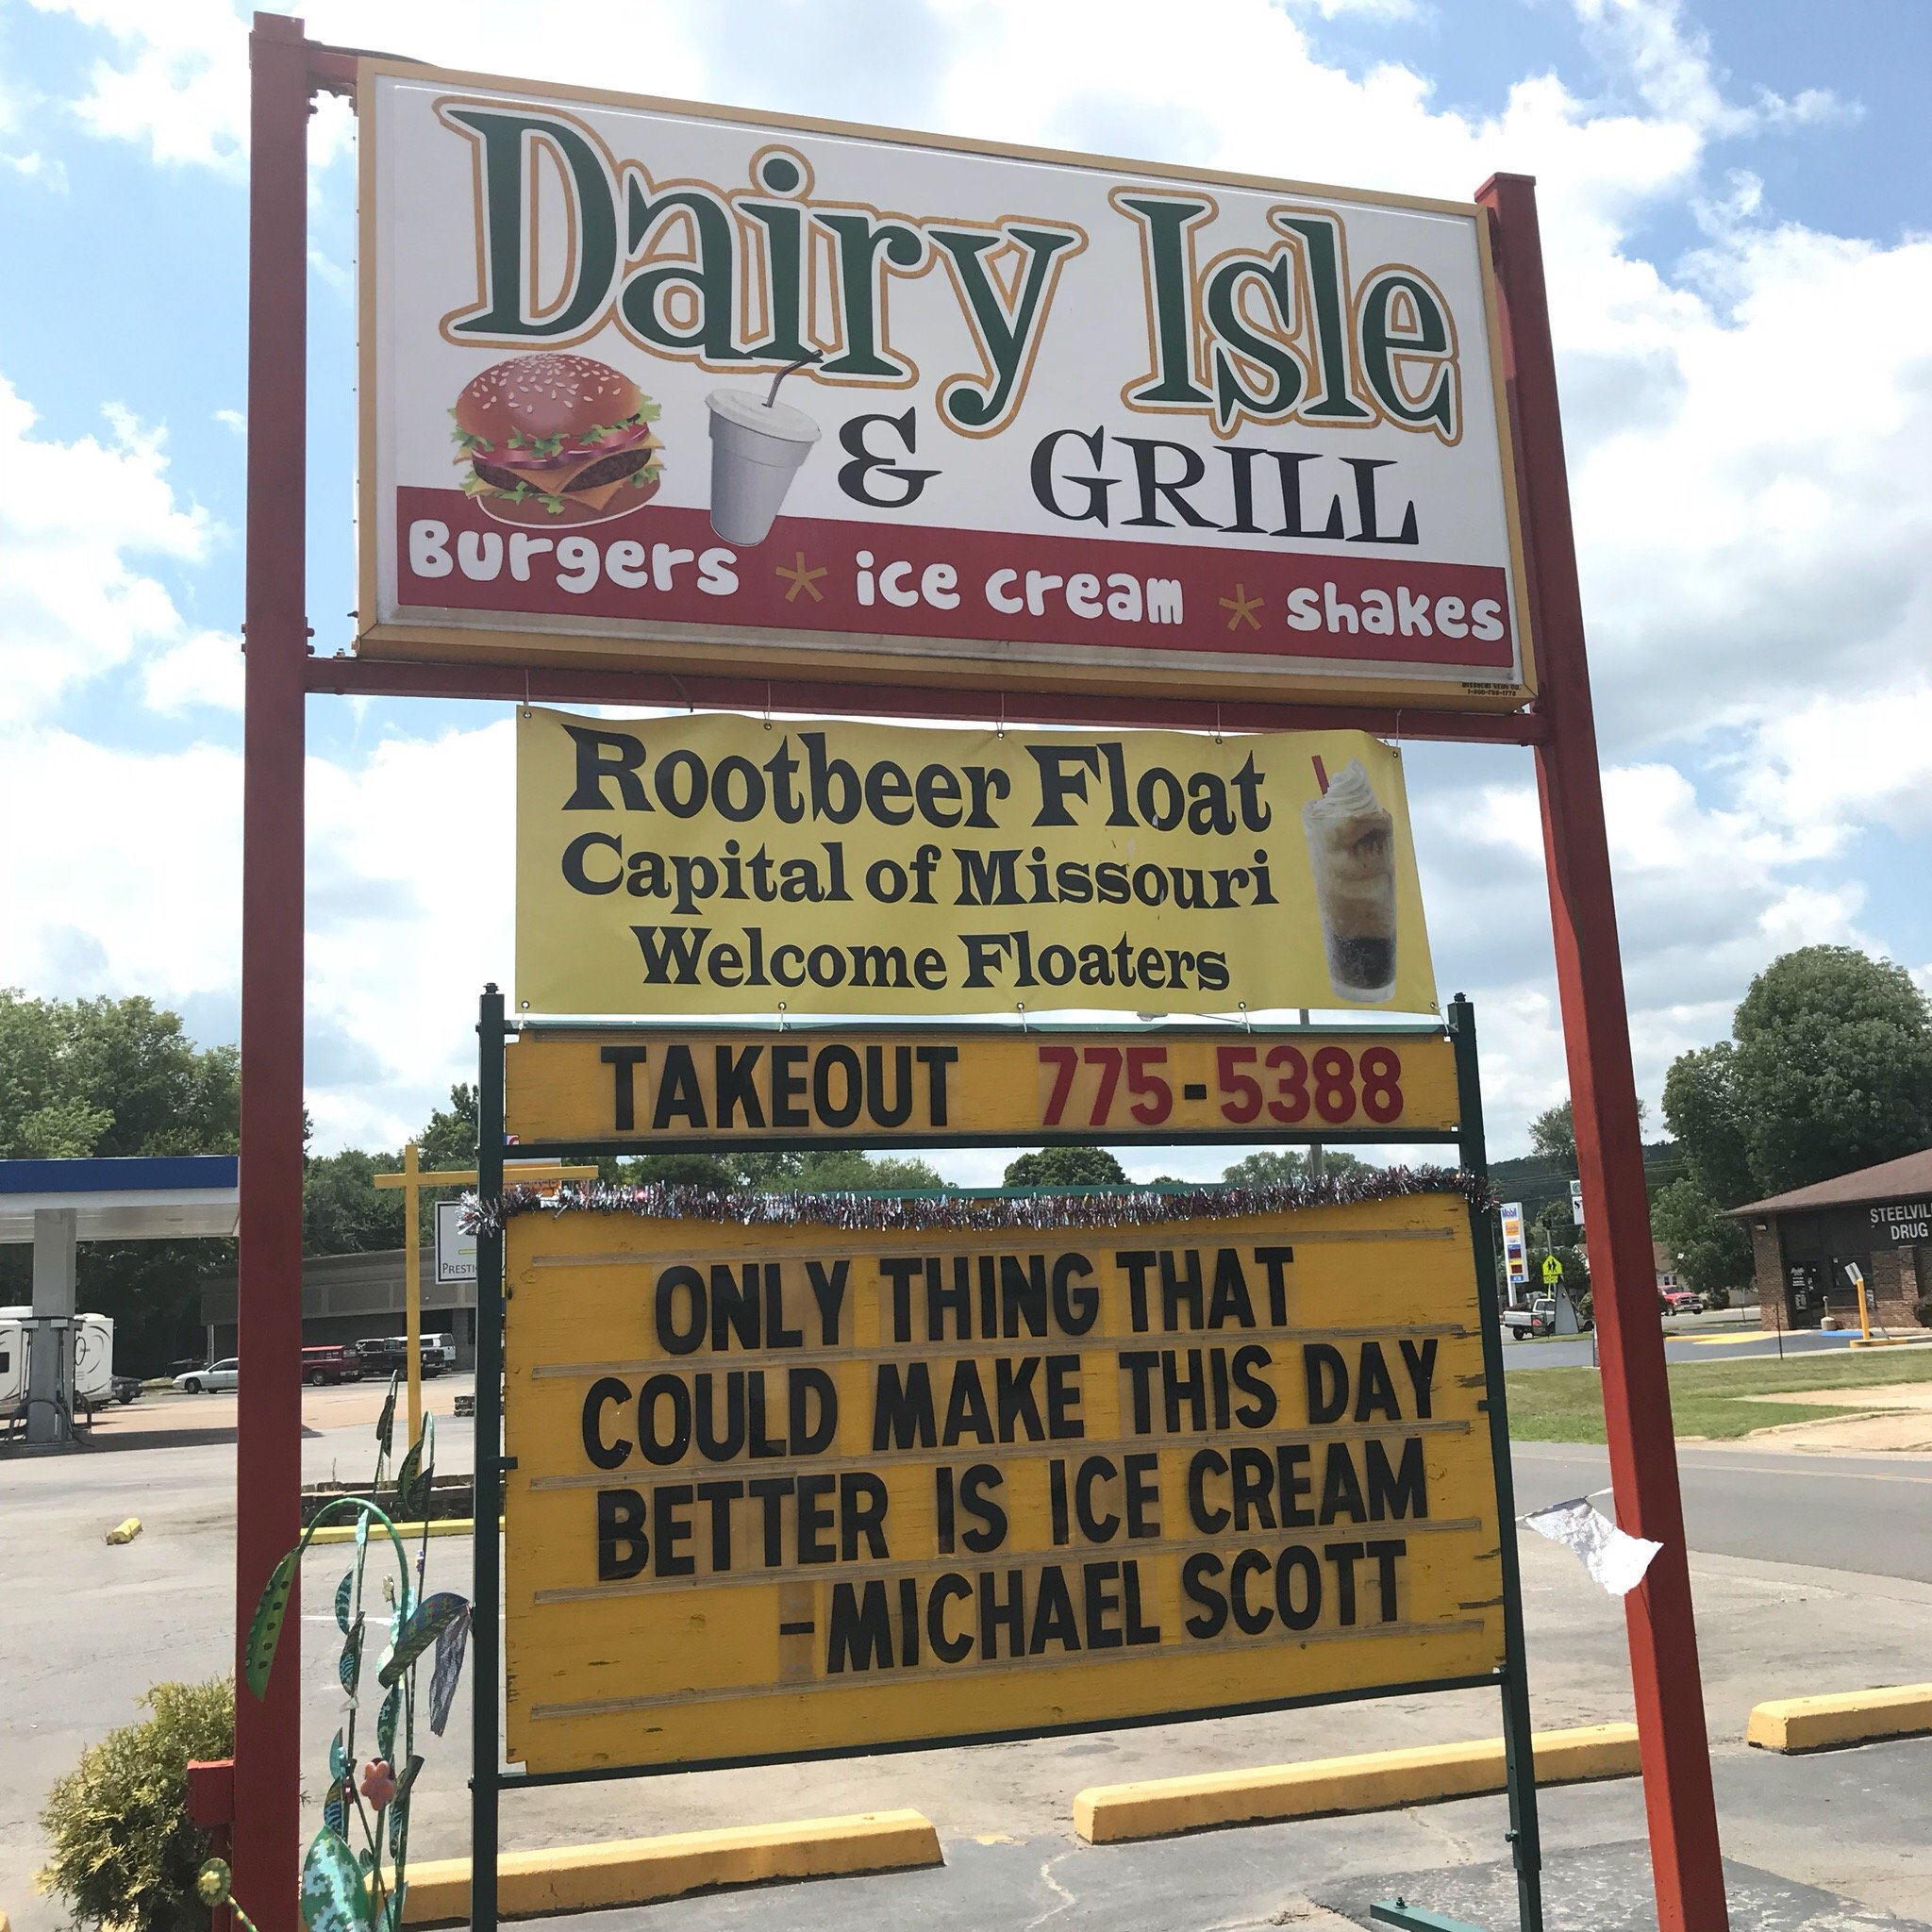 Dairy Isle
& GRILL
Burgers * ice cream * shakes
Rootbeer Float
Capital of Missouri
Welcome Floaters
TAKEOUT 775-5388
ONLY THING THAT
COULD MAKE THIS DAY
BETTER IS ICE CREAM
-MICHAEL SCOTT
Mobil
DRUG